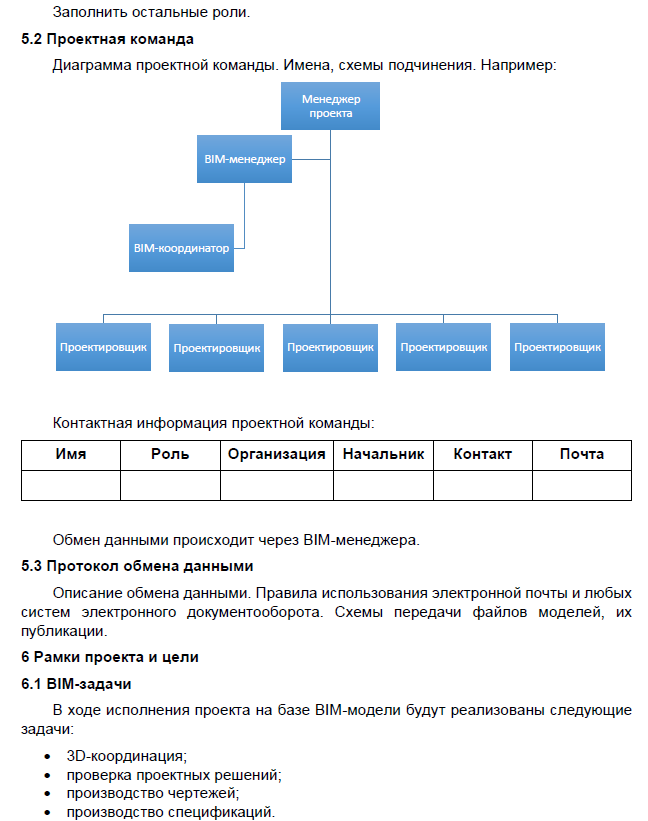 Заполнить остальные роли.
5.2 Проектная команда
Диаграмма проектной команды. Имена, схемы подчинения. Например:
Менеджер
проекта
BIM-менеджер
BIM-координатор
Проектировщик
Проектировщик
Проектировщик
Проектировщик
Проектировщик
Контактная информация проектной команды:
Имя Роль Организация Начальник Контакт Почта
Обмен данными происходит через BIM-менеджера.
5.3 Протокол обмена данными
Описание обмена данными. Правила использования электронной почты и любых
систем электронного документооборота. Схемы передачи файлов моделей, их
публикации.
6 Рамки проекта и цели
6.1 BIM-задачи
В ходе исполнения проекта на базе BIM-модели будут реализованы следующие
задачи:
• 3D-координация;
• проверка проектных решений;
• производство чертежей;
• производство спецификаций.